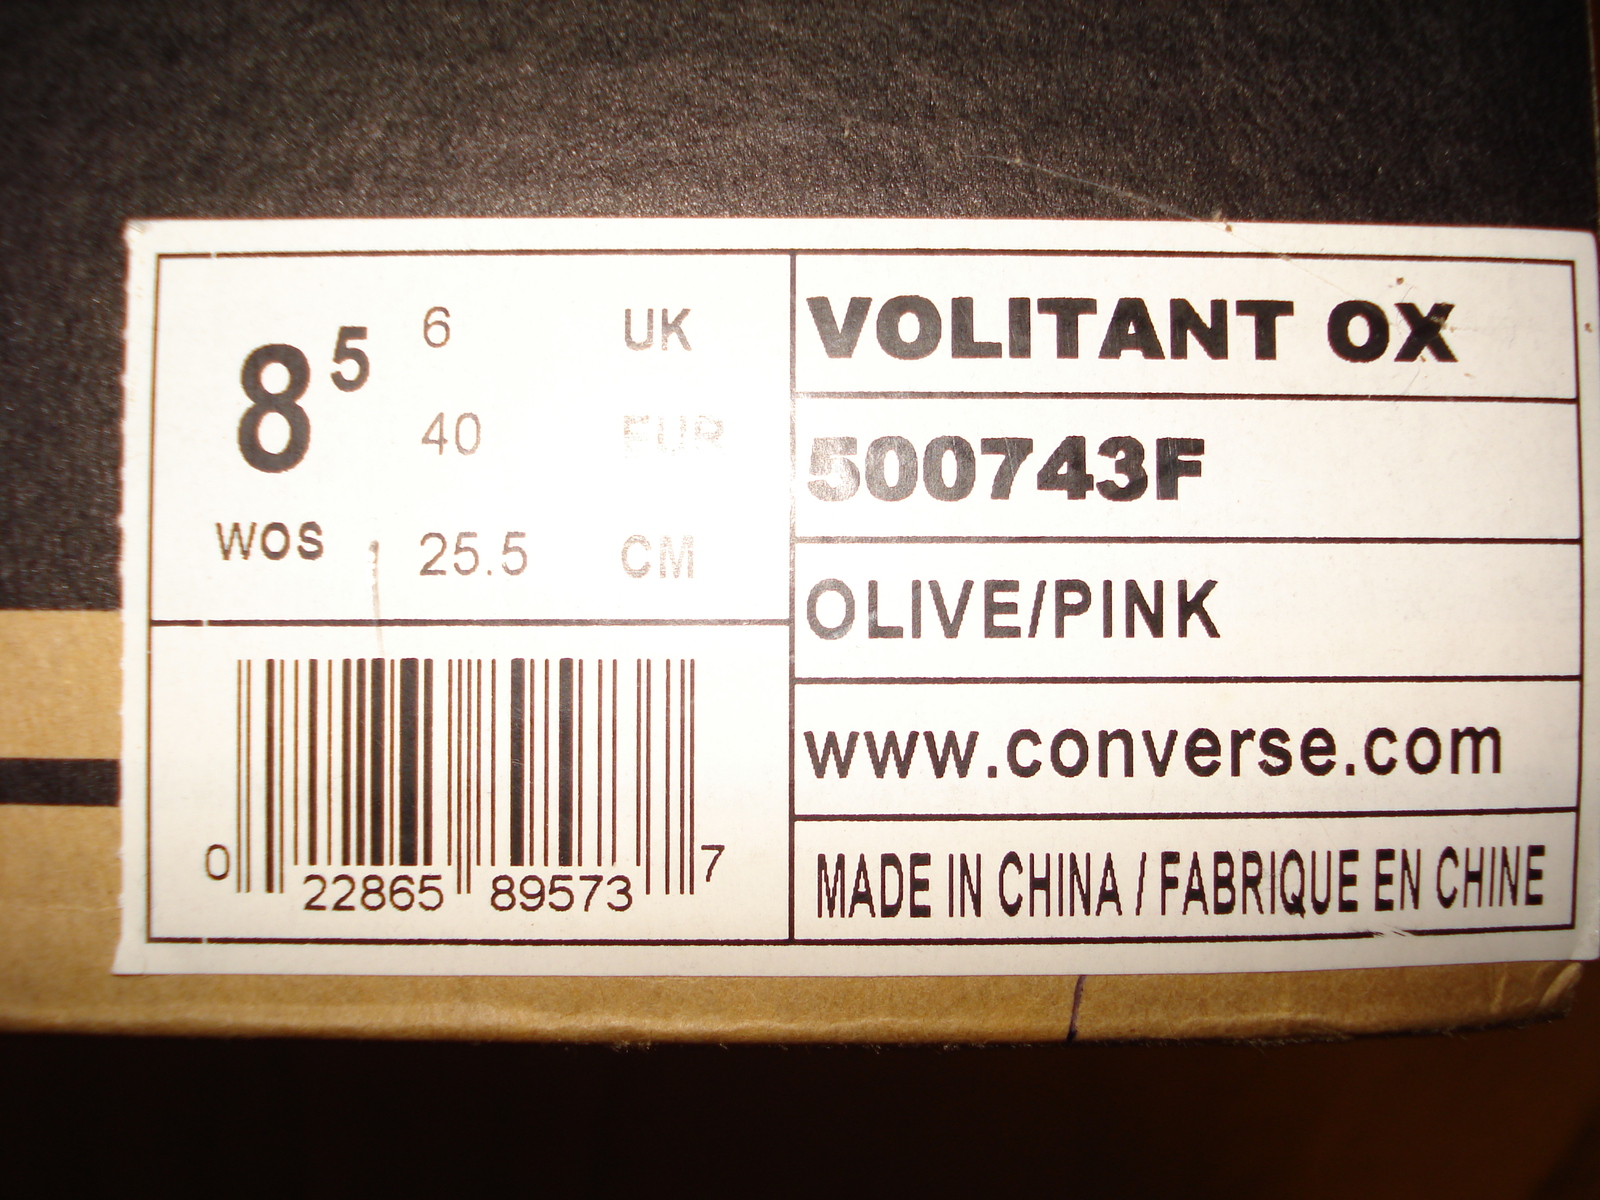 8 5
6 UK
40 EUR
WOS
25.5 CM
0 22865 89573 7
VOLITANT OX
500743F
OLIVE/PINK
www.converse.com
MADE IN CHINA / FABRIQUE EN CHINE